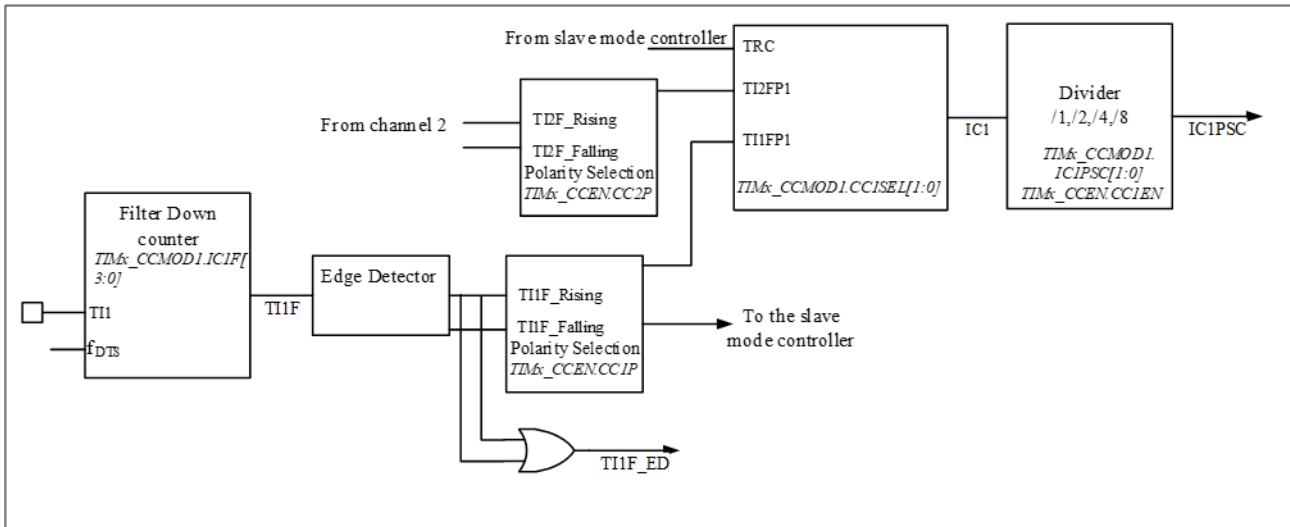 From slave mode controller
TRC
TI2FP1
TI1FP1
TIMx_CCMOD1.CC1SEL[1:0]
IC1
Divider
/1,/2,/4,/8
TIMx_CCMOD1.
IC1PSC[1:0]
TIMx_CCEN.CC1EN
IC1PSC
From channel 2
TI2F_Rising
TI2F_Falling
Polarity Selection
TIMx_CCEN.CC2P
Filter Down
counter
TIMx_CCMOD1.IC1F[
3:0]
TI1
fDTS
TI1F
Edge Detector
TI1F_Rising
TI1F_Falling
Polarity Selection
TIMx_CCEN.CC1P
To the slave
mode controller
TI1F_ED